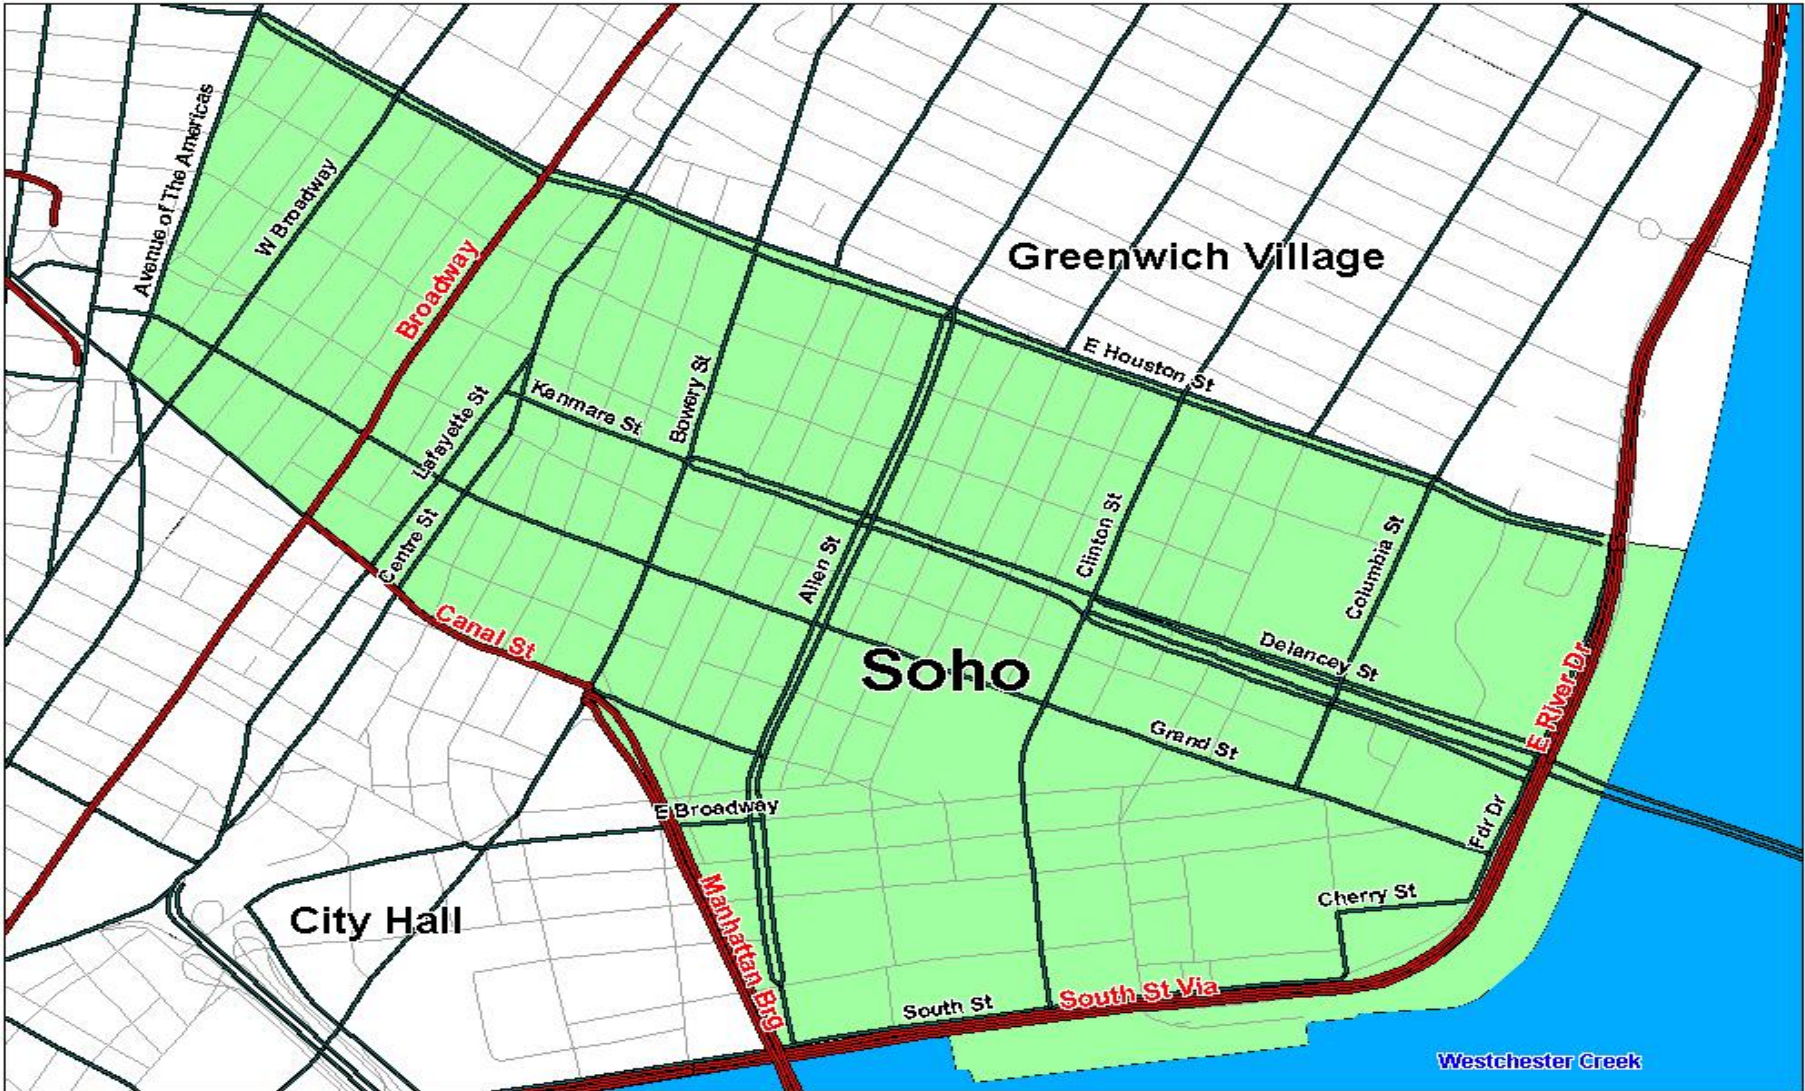 Avenue of The Americas
W Broadway
Broadway
Greenwich Village
E Houston St
Lafayette St
Kenmare St
Bowery St
Centre St
Canal St
Allen St
Clinton St
Columbia St
Soho
Delancey St
E River Dr
Grand St
E Broadway
Fdr Dr
Cherry St
City Hall
Manhattan Brg
South St
South St Via
Westchester Creek